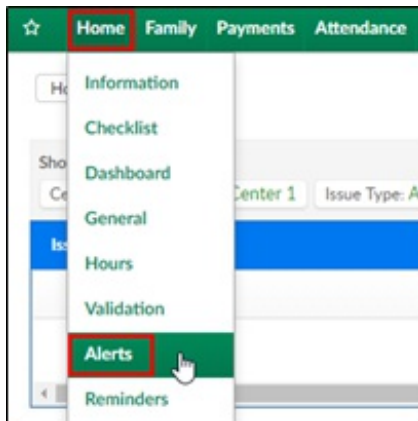 Home Family Payments Attendance
Information
Checklist
Dashboard
General
Hours
Validation
Alerts
Reminders
Center 1
Issue Type: